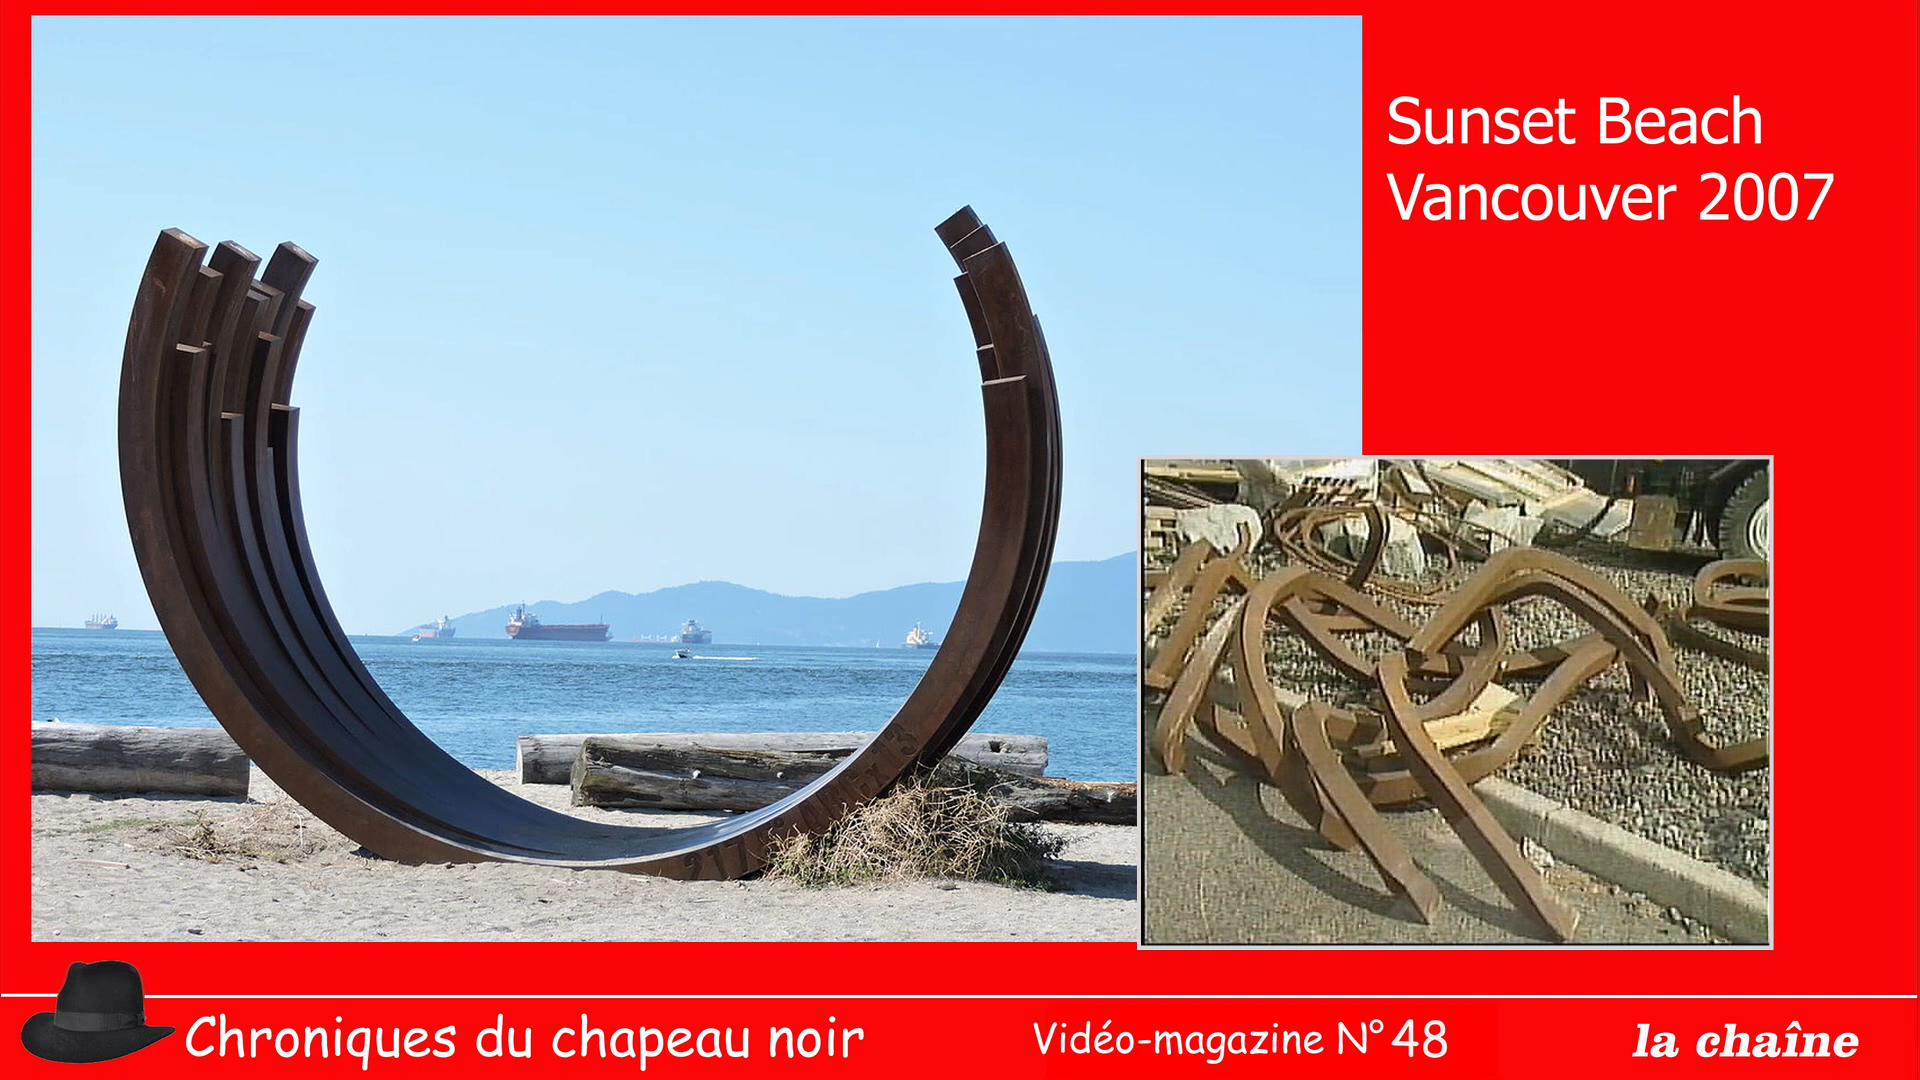 Sunset Beach
Vancouver 2007
Chroniques du chapeau noir
Vidéo-magazine N° 48
la chaîne